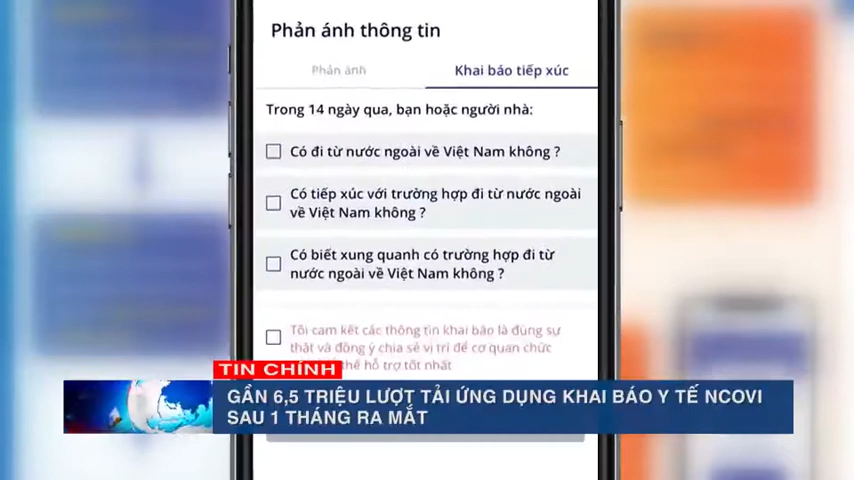 Phản ánh thông tin
Phản ánh
Khai báo tiếp xúc
Trong 14 ngày qua, bạn hoặc người nhà:
Có đi từ nước ngoài về Việt Nam không ?
Có tiếp xúc với trường hợp đi từ nước ngoài
về Việt Nam không ?
Có biết xung quanh có trường hợp đi từ
nước ngoài về Việt Nam không ?
Tôi cam kết các thông tin khai báo là đúng sự
thật và đồng ý chia sẻ vị trí để cơ quan chức
thể hỗ trợ tốt nhất
TIN CHÍNH
GẦN 6,5 TRIỆU LƯỢT TẢI ỨNG DỤNG KHAI BÁO Y TẾ NCOVI
SAU 1 THÁNG RA MẮT